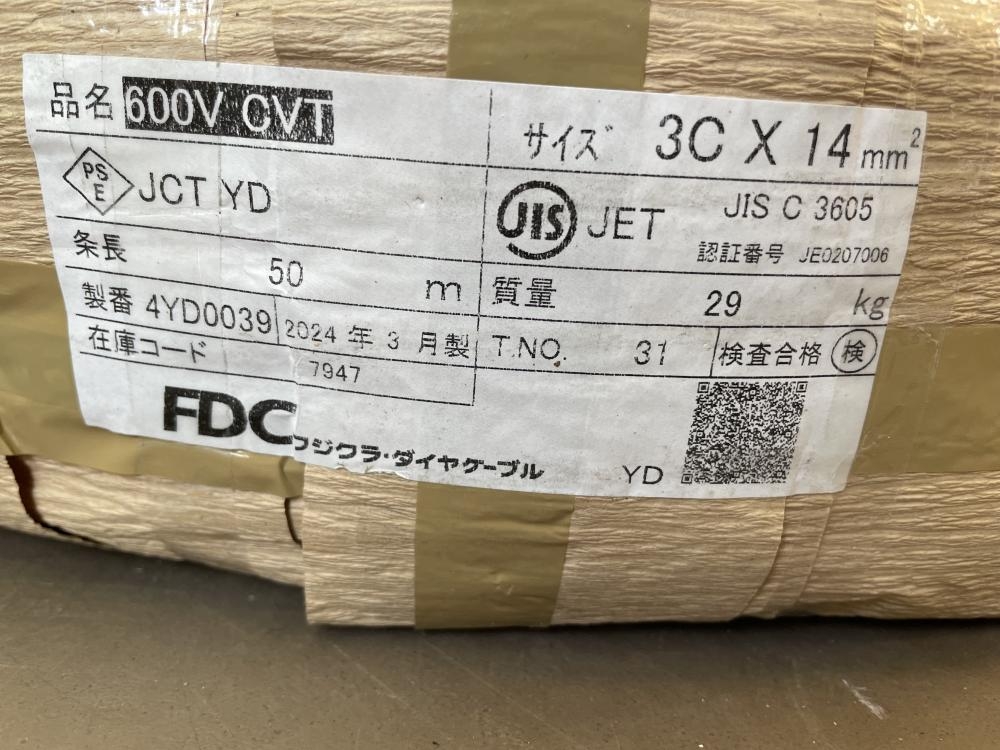 品名 600V CVT
サイズ 3C X 14 mm²
PS E JCT YD
JIS JET JIS C 3605
認証番号 JE0207006
条長 50 m
質量 29 kg
製番 4YD0039 2024 年 3 月製
T.NO. 31 検査合格 検
在庫コード 7947
FDC フジクラ・ダイヤケーブル
YD